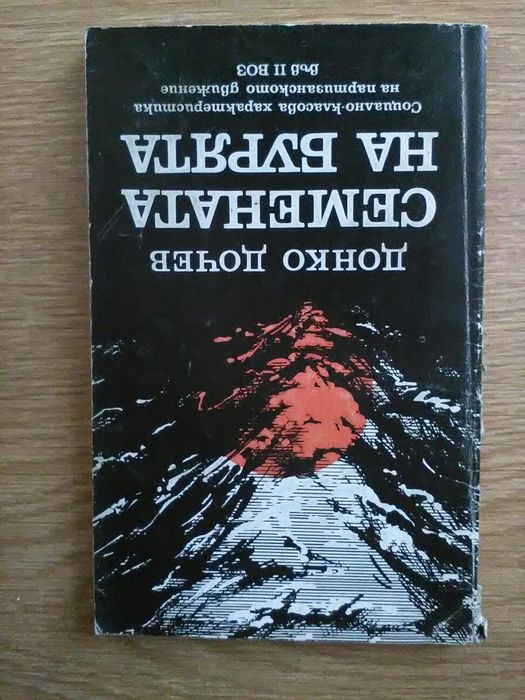 ДОНКО ДОЧЕВ
СЕМЕНАТА
НА БУРЯТА
Социално-класова характеристика
на партизанското движение
във II ВОЗ